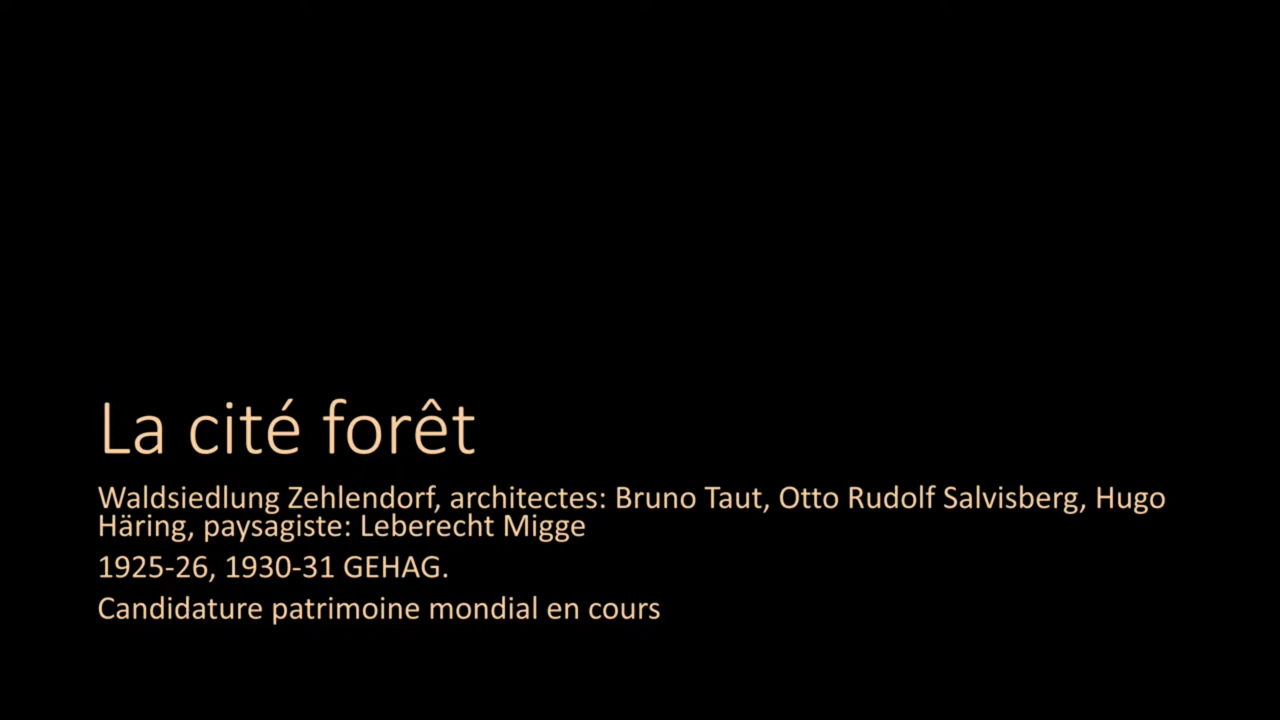 La cité forêt
Waldsiedlung Zehlendorf, architectes: Bruno Taut, Otto Rudolf Salvisberg, Hugo
Häring, paysagiste: Leberecht Migge
1925-26, 1930-31 GEHAG.
Candidature patrimoine mondial en cours